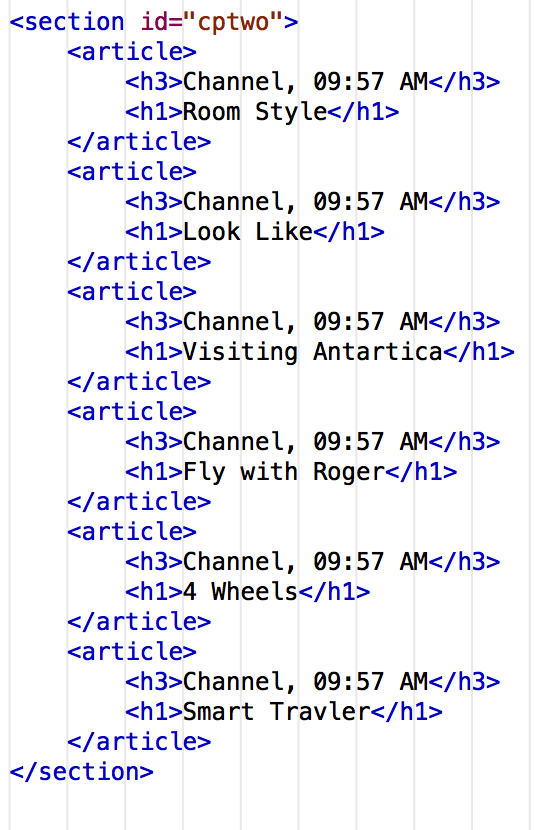 <section id="cptwo">
    <article>
        <h3>Channel, 09:57 AM</h3>
        <h1>Room Style</h1>
    </article>
    <article>
        <h3>Channel, 09:57 AM</h3>
        <h1>Look Like</h1>
    </article>
    <article>
        <h3>Channel, 09:57 AM</h3>
        <h1>Visiting Antartica</h1>
    </article>
    <article>
        <h3>Channel, 09:57 AM</h3>
        <h1>Fly with Roger</h1>
    </article>
    <article>
        <h3>Channel, 09:57 AM</h3>
        <h1>4 Wheels</h1>
    </article>
    <article>
        <h3>Channel, 09:57 AM</h3>
        <h1>Smart Travler</h1>
    </article>
</section>